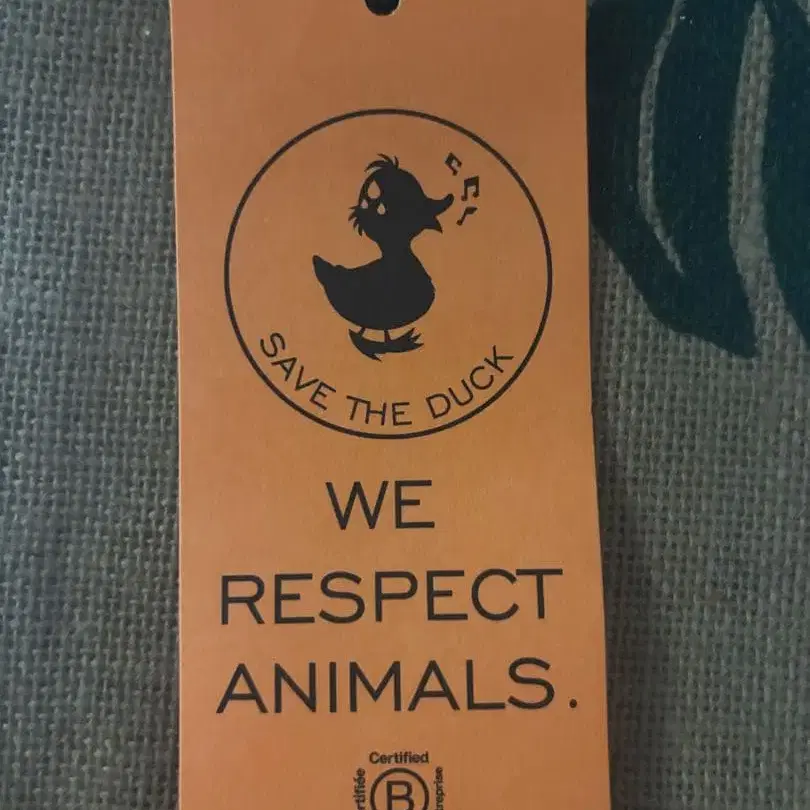 SAVE THE DUCK
WE
RESPECT
ANIMALS.
Certified
B